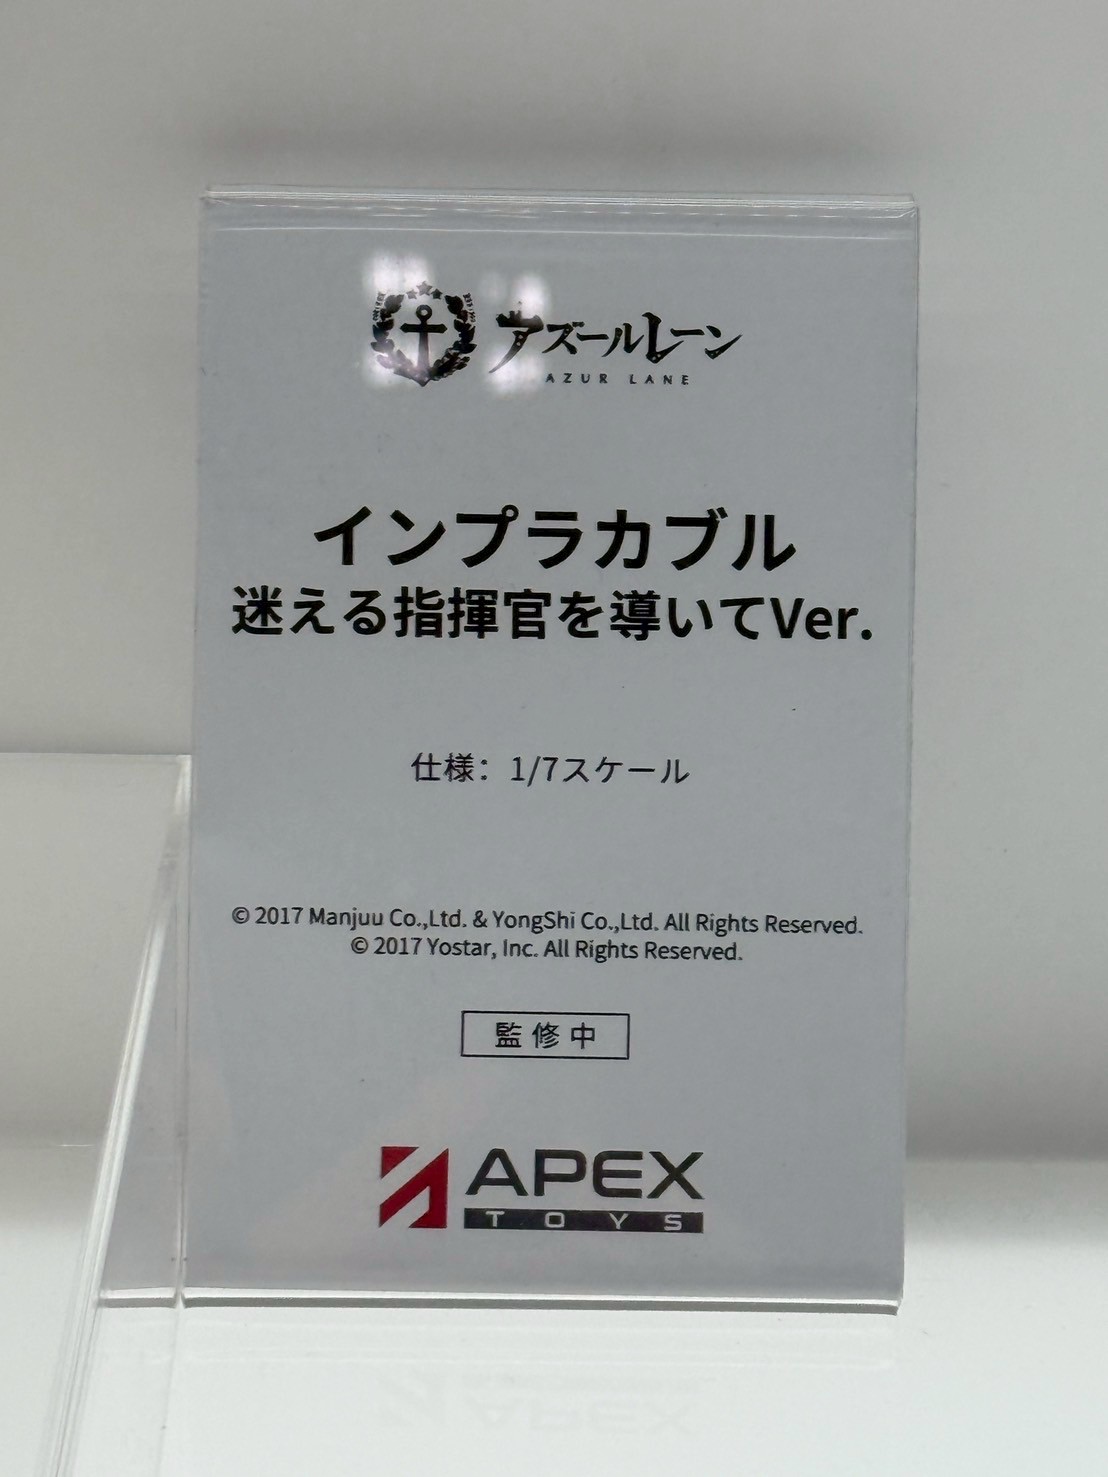 アズールレーン
AZUR LANE
インプラカブル
迷える指揮官を導いてVer.
仕様：1/7スケール
© 2017 Manjuu Co.,Ltd. & YongShi Co.,Ltd. All Rights Reserved.
© 2017 Yostar, Inc. All Rights Reserved.
監修中
APEX
TOYS